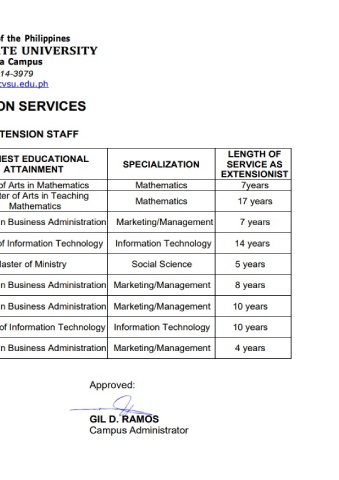 of the Philippines
TE UNIVERSITY
a Campus
14-3979
cvsu.edu.ph
ON SERVICES
TENSION STAFF
HEST EDUCATIONAL ATTAINMENT SPECIALIZATION LENGTH OF SERVICE AS EXTENSIONIST
of Arts in Mathematics Mathematics 7years
ter of Arts in Teaching Mathematics Mathematics 17 years
n Business Administration Marketing/Management 7 years
of Information Technology Information Technology 14 years
aster of Ministry Social Science 5 years
n Business Administration Marketing/Management 8 years
n Business Administration Marketing/Management 10 years
of Information Technology Information Technology 10 years
n Business Administration Marketing/Management 4 years
Approved:
GIL D. RAMOS
Campus Administrator